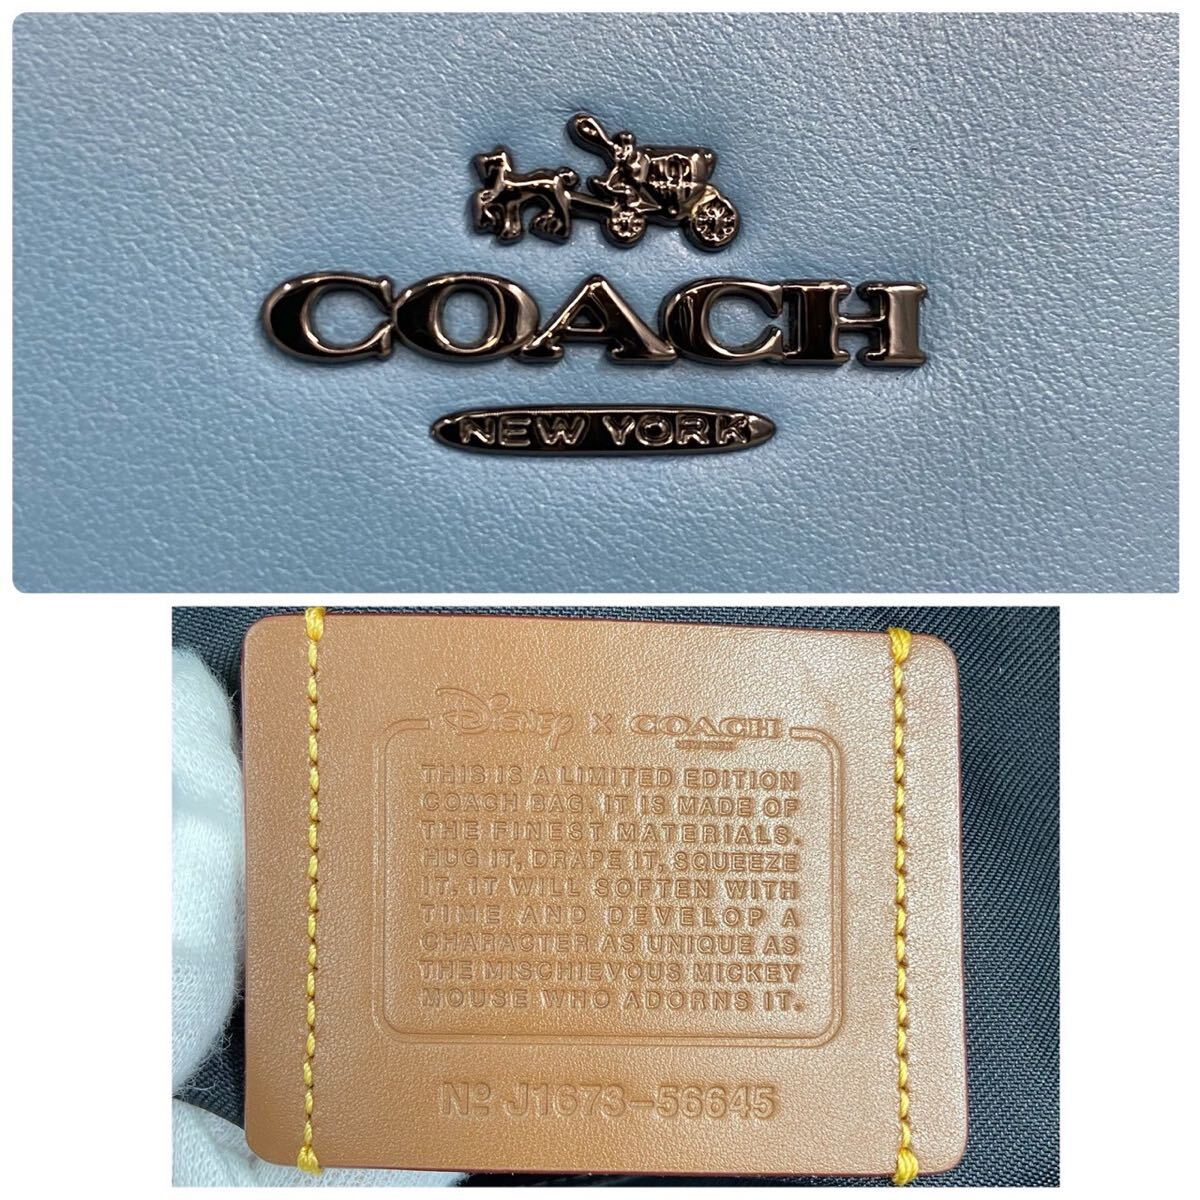 COACH
NEW YORK
Disney X COACH
NEW YORK
THIS IS A LIMITED EDITION
COACH BAG. IT IS MADE OF
THE FINEST MATERIALS.
HUG IT, DRAPE IT, SQUEEZE
IT. IT WILL SOFTEN WITH
TIME AND DEVELOP A
CHARACTER AS UNIQUE AS
THE MISCHIEVOUS MICKEY
MOUSE WHO ADORNS IT.
Nº J1673-56645